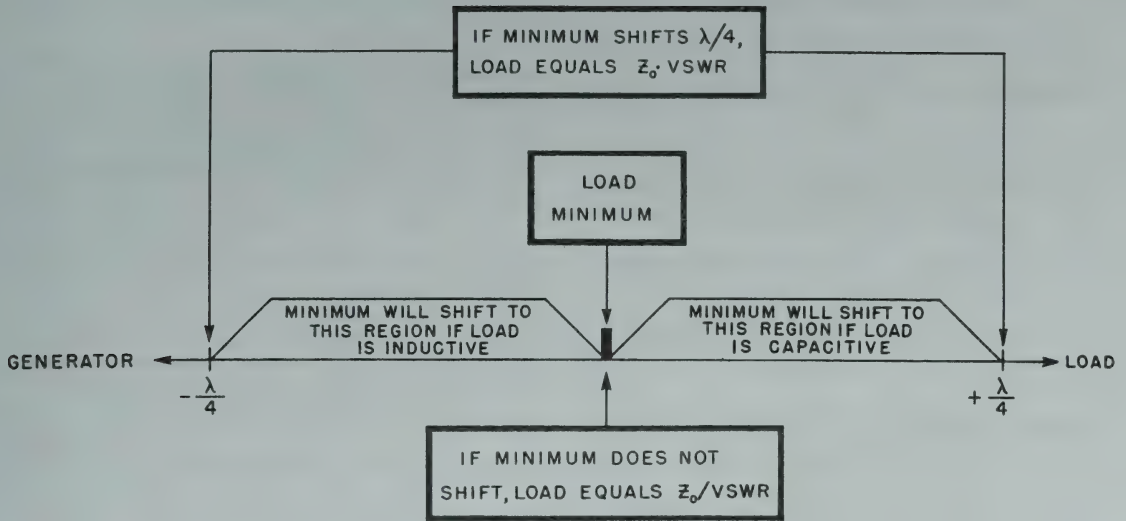 IF MINIMUM SHIFTS λ/4,
LOAD EQUALS Z₀·VSWR
LOAD
MINIMUM
MINIMUM WILL SHIFT TO
THIS REGION IF LOAD
IS INDUCTIVE
MINIMUM WILL SHIFT TO
THIS REGION IF LOAD
IS CAPACITIVE
GENERATOR
LOAD
-λ/4
+λ/4
IF MINIMUM DOES NOT
SHIFT, LOAD EQUALS Z₀/VSWR